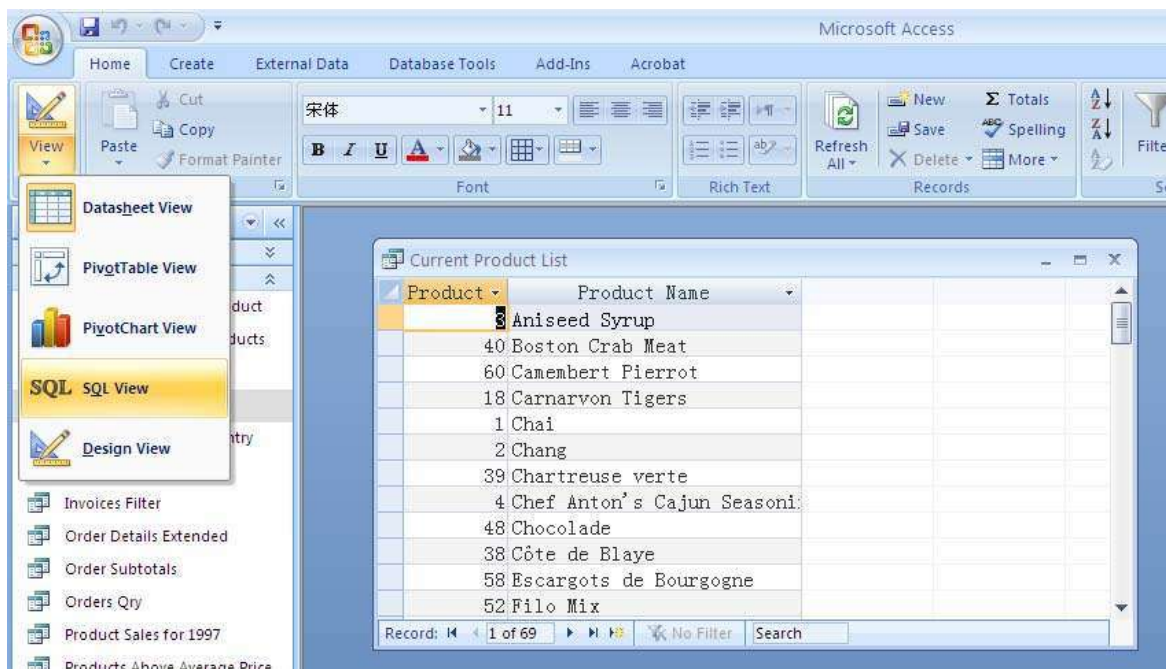 Microsoft Access
Home Create External Data Database Tools Add-Ins Acrobat
View
Paste
Cut
Copy
Format Painter
宋体 11
B I U A
Font
ab
Rich Text
Refresh All
New
Save
Delete
Σ Totals
ABC Spelling
More
Records
A Z
Z A
Datasheet View
PivotTable View
PivotChart View
SQL SQL View
Design View
duct
ducts
ntry
Invoices Filter
Order Details Extended
Order Subtotals
Orders Qry
Product Sales for 1997
Products Above Average Price
Current Product List
Product Product Name
3 Aniseed Syrup
40 Boston Crab Meat
60 Camembert Pierrot
18 Carnarvon Tigers
1 Chai
2 Chang
39 Chartreuse verte
4 Chef Anton's Cajun Seasoni
48 Chocolade
38 Côte de Blaye
58 Escargots de Bourgogne
52 Filo Mix
Record: 1 of 69 No Filter Search